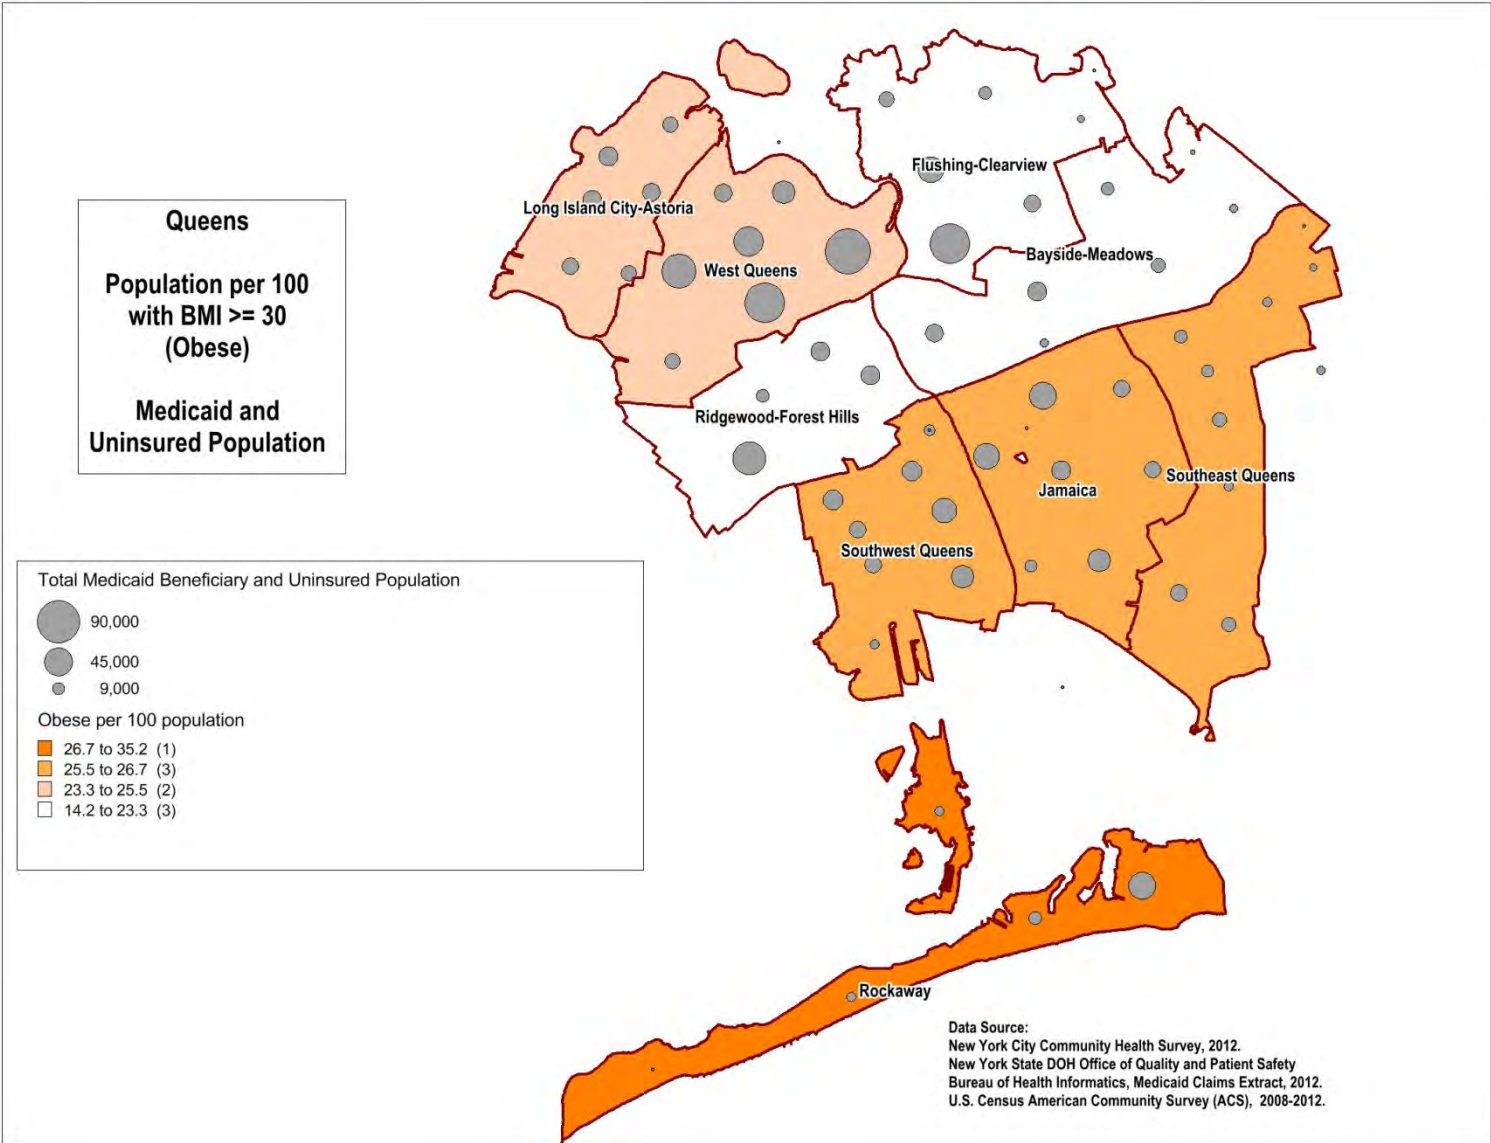 Queens
Population per 100
with BMI >= 30
(Obese)
Medicaid and
Uninsured Population
Flushing-Clearview
Long Island City-Astoria
Bayside-Meadows
West Queens
Ridgewood-Forest Hills
Southeast Queens
Jamaica
Southwest Queens
Total Medicaid Beneficiary and Uninsured Population
90,000
45,000
9,000
Obese per 100 population
26.7 to 35.2 (1)
25.5 to 26.7 (3)
23.3 to 25.5 (2)
14.2 to 23.3 (3)
Rockaway
Data Source:
New York City Community Health Survey, 2012.
New York State DOH Office of Quality and Patient Safety
Bureau of Health Informatics, Medicaid Claims Extract, 2012.
U.S. Census American Community Survey (ACS), 2008-2012.